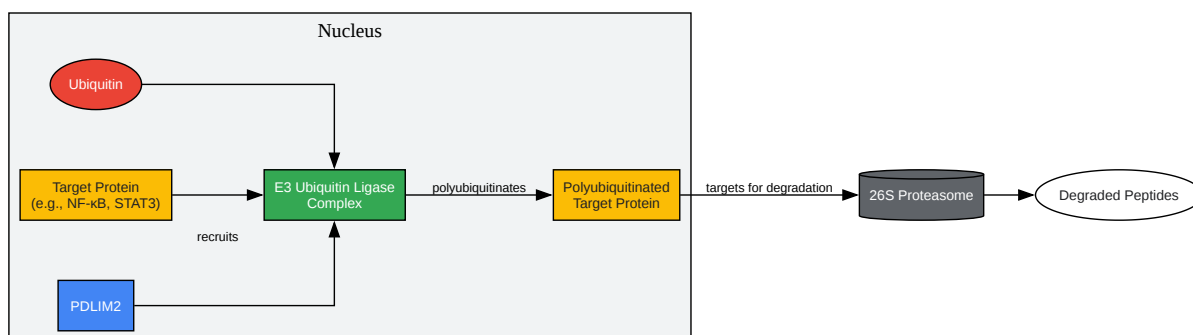 Nucleus
Ubiquitin
Target Protein
(e.g., NF-κB, STAT3)
recruits
PDLIM2
E3 Ubiquitin Ligase
Complex
polyubiquitinates
Polyubiquitinated
Target Protein
targets for degradation
26S Proteasome
Degraded Peptides